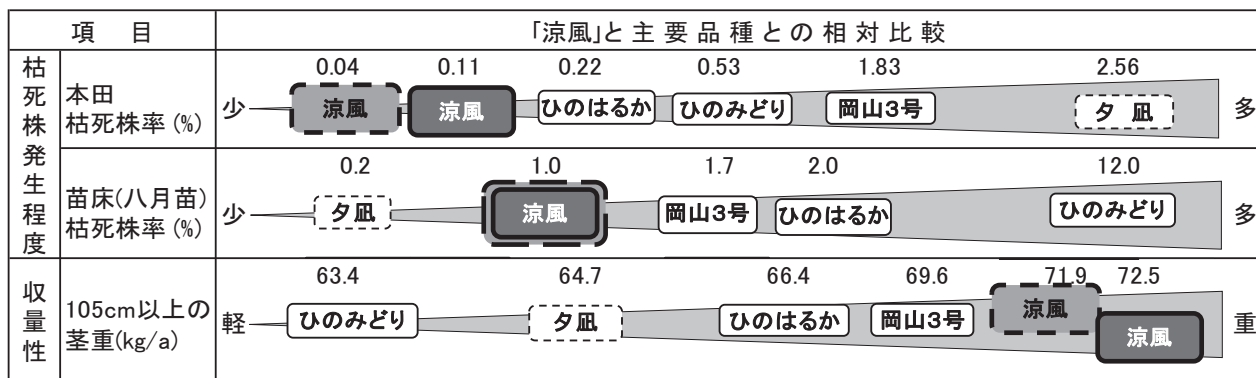 項 目
「涼風」と主要品種との相対比較
枯死株発生程度
本田
枯死株率(%)
0.04 0.11 0.22 0.53 1.83 2.56
少 涼風 涼風 ひのはるか ひのみどり 岡山3号 夕凪 多
苗床(八月苗)
枯死株率(%)
0.2 1.0 1.7 2.0 12.0
少 夕凪 涼風 岡山3号 ひのはるか ひのみどり 多
収量性
105cm以上の
茎重(kg/a)
63.4 64.7 66.4 69.6 71.9 72.5
軽 ひのみどり 夕凪 ひのはるか 岡山3号 涼風 涼風 重